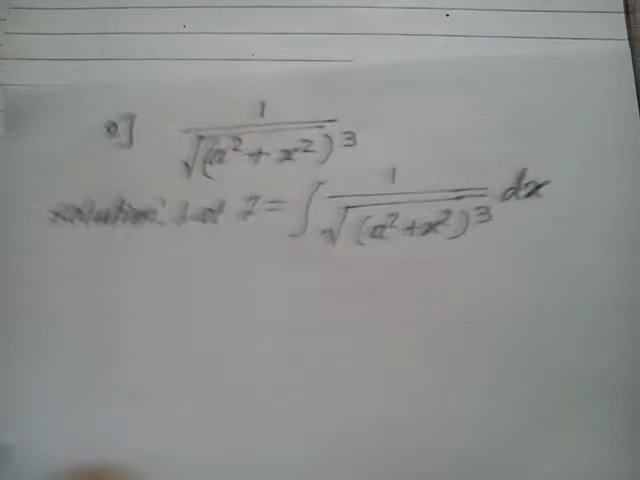 o] 1/√(a²+x²)³
solution: Let I = ∫ 1/√(a²+x²)³ dx